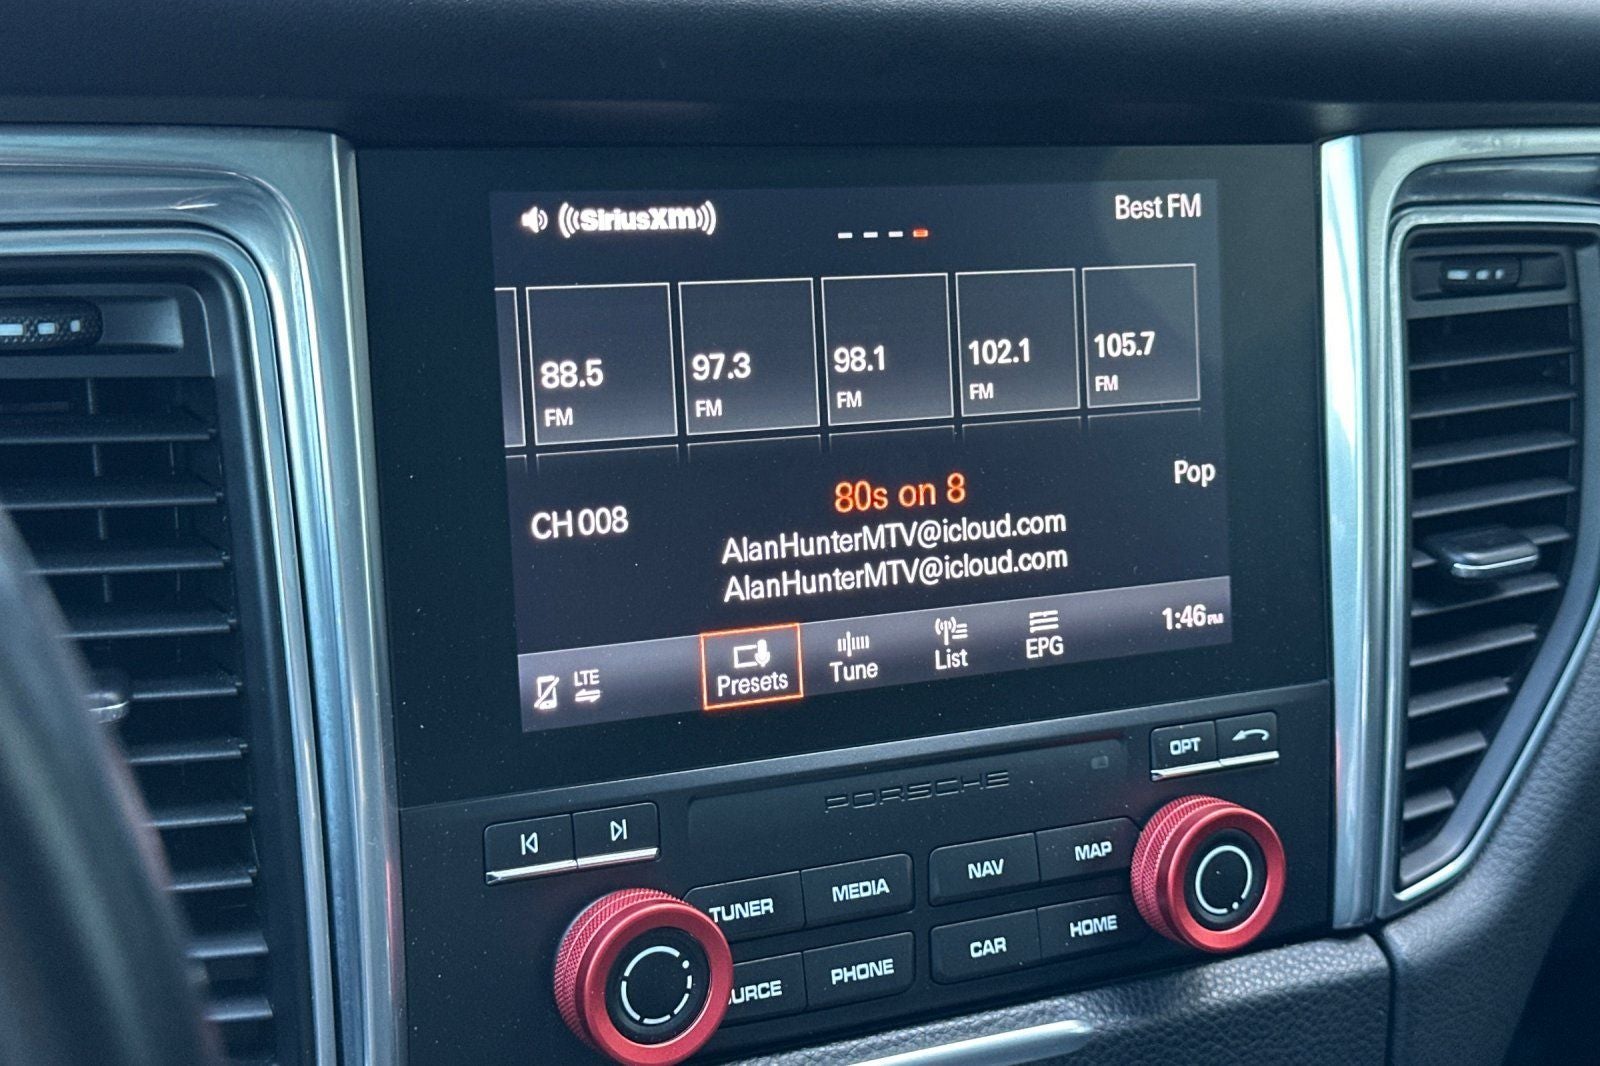 ((SiriusXM))
Best FM
88.5
FM
97.3
FM
98.1
FM
102.1
FM
105.7
FM
CH 008
80s on 8
Pop
AlanHunterMTV@icloud.com
AlanHunterMTV@icloud.com
LTE
Presets
Tune
List
EPG
1:46 PM
OPT
PORSCHE
TUNER
MEDIA
NAV
MAP
URCE
PHONE
CAR
HOME